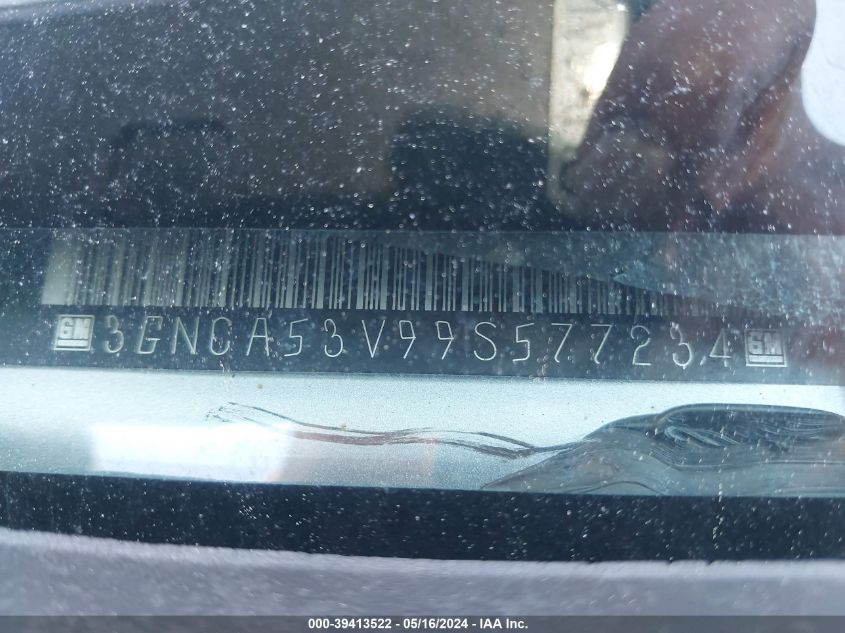 GM 3GNCA53V99S577234 GM
000-39413522 - 05/16/2024 - IAA Inc.